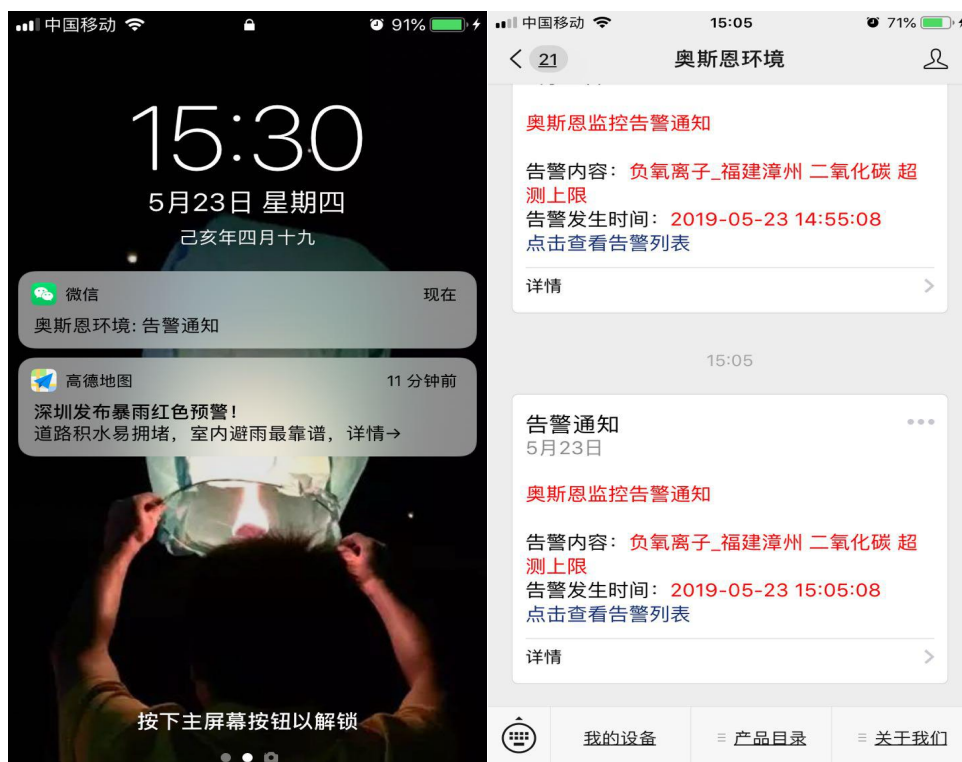 中国移动
91%
15:30
5月23日 星期四
己亥年四月十九
微信
现在
奥斯恩环境: 告警通知
高德地图
11 分钟前
深圳发布暴雨红色预警！
道路积水易拥堵，室内避雨最靠谱，详情→
按下主屏幕按钮以解锁
中国移动
15:05
71%
21
奥斯恩环境
奥斯恩监控告警通知
告警内容：负氧离子_福建漳州 二氧化碳 超
测上限
告警发生时间：2019-05-23 14:55:08
点击查看告警列表
详情
15:05
告警通知
5月23日
奥斯恩监控告警通知
告警内容：负氧离子_福建漳州 二氧化碳 超
测上限
告警发生时间：2019-05-23 15:05:08
点击查看告警列表
详情
我的设备
产品目录
关于我们